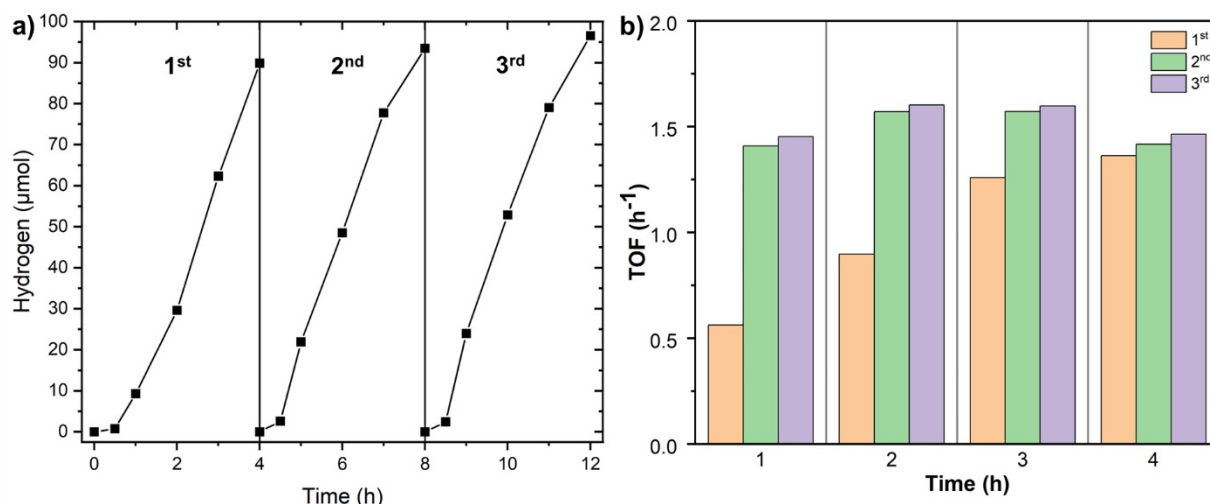 a)
1st
2nd
3rd
100
90
80
70
60
50
40
30
20
10
0
Hydrogen (µmol)
0 2 4 6 8 10 12
Time (h)
b)
1st
2nd
3rd
2.0
1.5
1.0
0.5
0.0
TOF (h-1)
1 2 3 4
Time (h)